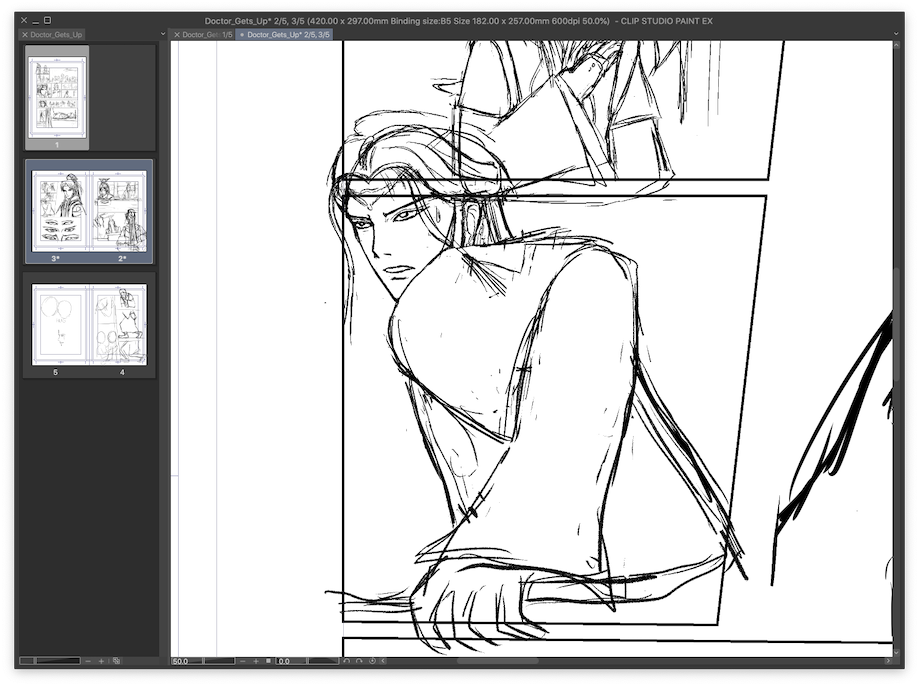 Doctor_Gets_Up* 2/5, 3/5 (420.00 x 297.00mm Binding size:B5 Size 182.00 x 257.00mm 600dpi 50.0%) - CLIP STUDIO PAINT EX
Doctor_Gets_Up
Doctor_Get 1/5
Doctor_Gets_Up* 2/5, 3/5
1
3* 2*
5 4
50.0
0.0